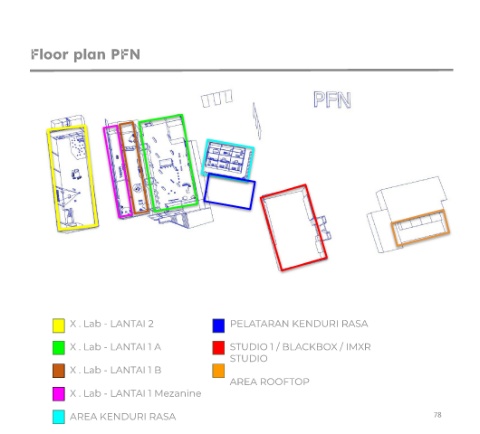 Floor plan PFN
PFN
X . Lab - LANTAI 2
X . Lab - LANTAI 1 A
X . Lab - LANTAI 1 B
X . Lab - LANTAI 1 Mezanine
AREA KENDURI RASA
PELATARAN KENDURI RASA
STUDIO 1 / BLACKBOX / IMXR
STUDIO
AREA ROOFTOP
78